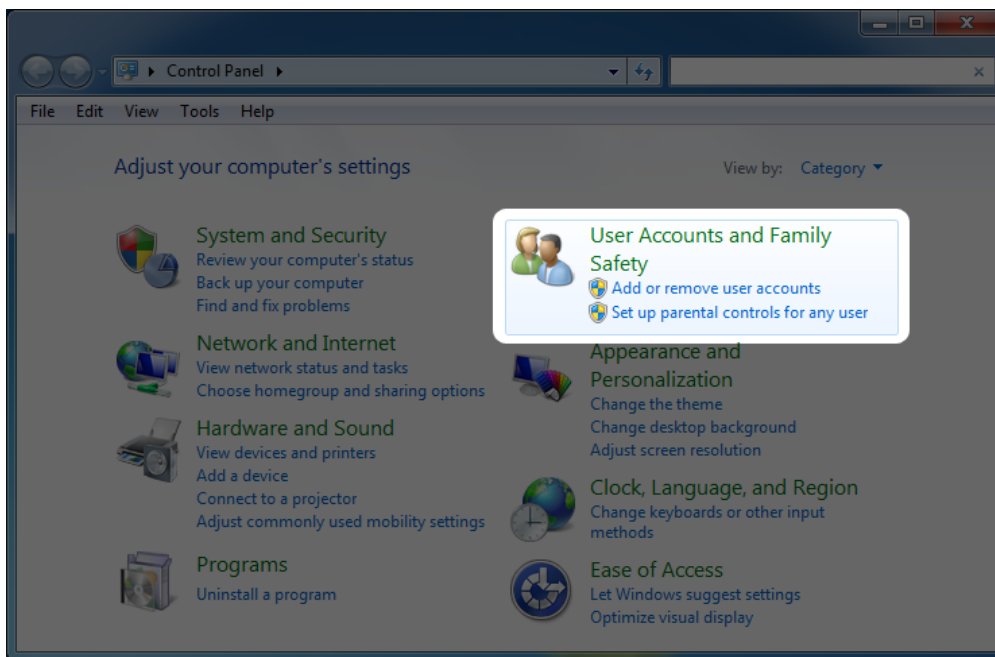 Control Panel
File Edit View Tools Help
Adjust your computer's settings
View by: Category
System and Security
Review your computer's status
Back up your computer
Find and fix problems
Network and Internet
View network status and tasks
Choose homegroup and sharing options
Hardware and Sound
View devices and printers
Add a device
Connect to a projector
Adjust commonly used mobility settings
Programs
Uninstall a program
User Accounts and Family
Safety
Add or remove user accounts
Set up parental controls for any user
Appearance and
Personalization
Change the theme
Change desktop background
Adjust screen resolution
Clock, Language, and Region
Change keyboards or other input
methods
Ease of Access
Let Windows suggest settings
Optimize visual display